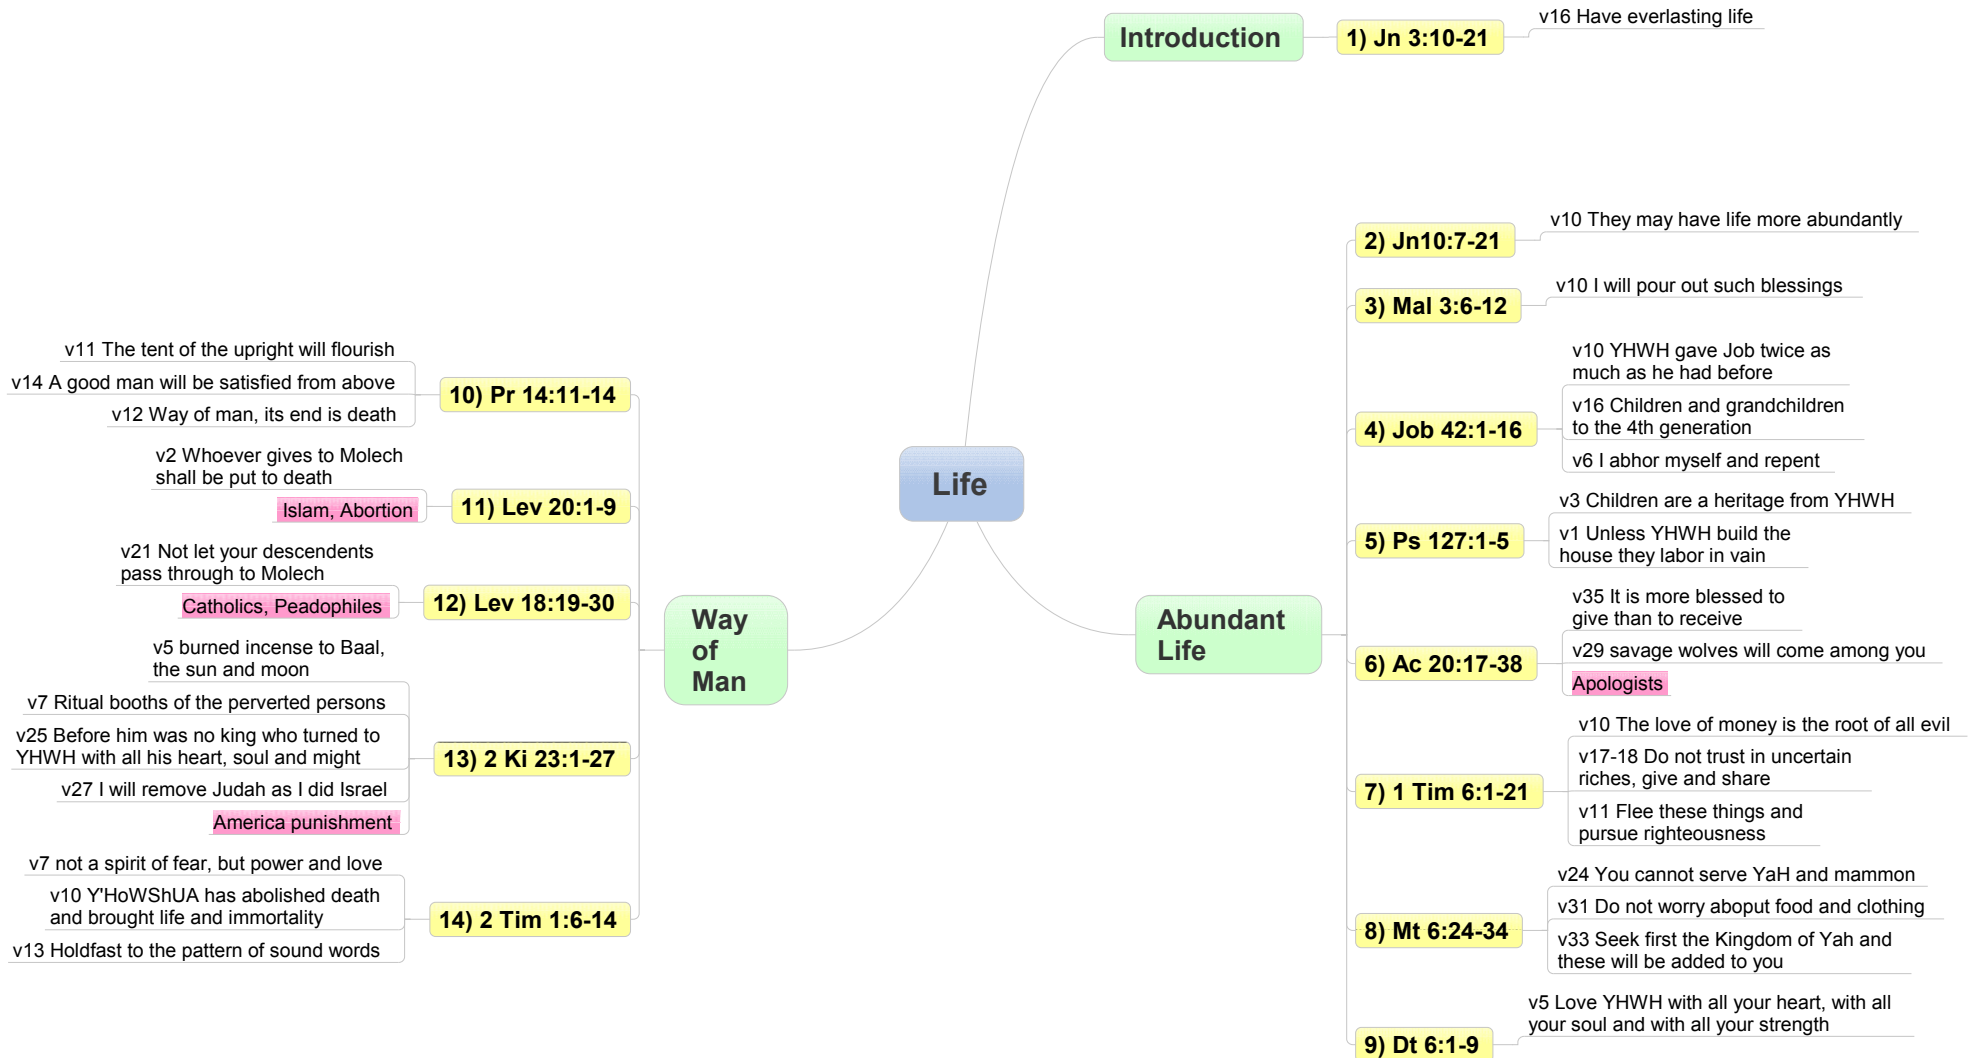 Life
Introduction
1) Jn 3:10-21
v16 Have everlasting life
Abundant
Life
2) Jn10:7-21
v10 They may have life more abundantly
3) Mal 3:6-12
v10 I will pour out such blessings
4) Job 42:1-16
v10 YHWH gave Job twice as
much as he had before
v16 Children and grandchildren
to the 4th generation
v6 I abhor myself and repent
5) Ps 127:1-5
v3 Children are a heritage from YHWH
v1 Unless YHWH build the
house they labor in vain
6) Ac 20:17-38
v35 It is more blessed to
give than to receive
v29 savage wolves will come among you
Apologists
7) 1 Tim 6:1-21
v10 The love of money is the root of all evil
v17-18 Do not trust in uncertain
riches, give and share
v11 Flee these things and
pursue righteousness
8) Mt 6:24-34
v24 You cannot serve YaH and mammon
v31 Do not worry aboput food and clothing
v33 Seek first the Kingdom of Yah and
these will be added to you
9) Dt 6:1-9
v5 Love YHWH with all your heart, with all
your soul and with all your strength
Way
of
Man
10) Pr 14:11-14
v11 The tent of the upright will flourish
v14 A good man will be satisfied from above
v12 Way of man, its end is death
11) Lev 20:1-9
v2 Whoever gives to Molech
shall be put to death
Islam, Abortion
12) Lev 18:19-30
v21 Not let your descendents
pass through to Molech
Catholics, Peadophiles
13) 2 Ki 23:1-27
v5 burned incense to Baal,
the sun and moon
v7 Ritual booths of the perverted persons
v25 Before him was no king who turned to
YHWH with all his heart, soul and might
v27 I will remove Judah as I did Israel
America punishment
14) 2 Tim 1:6-14
v7 not a spirit of fear, but power and love
v10 Y'HoWShUA has abolished death
and brought life and immortality
v13 Holdfast to the pattern of sound words